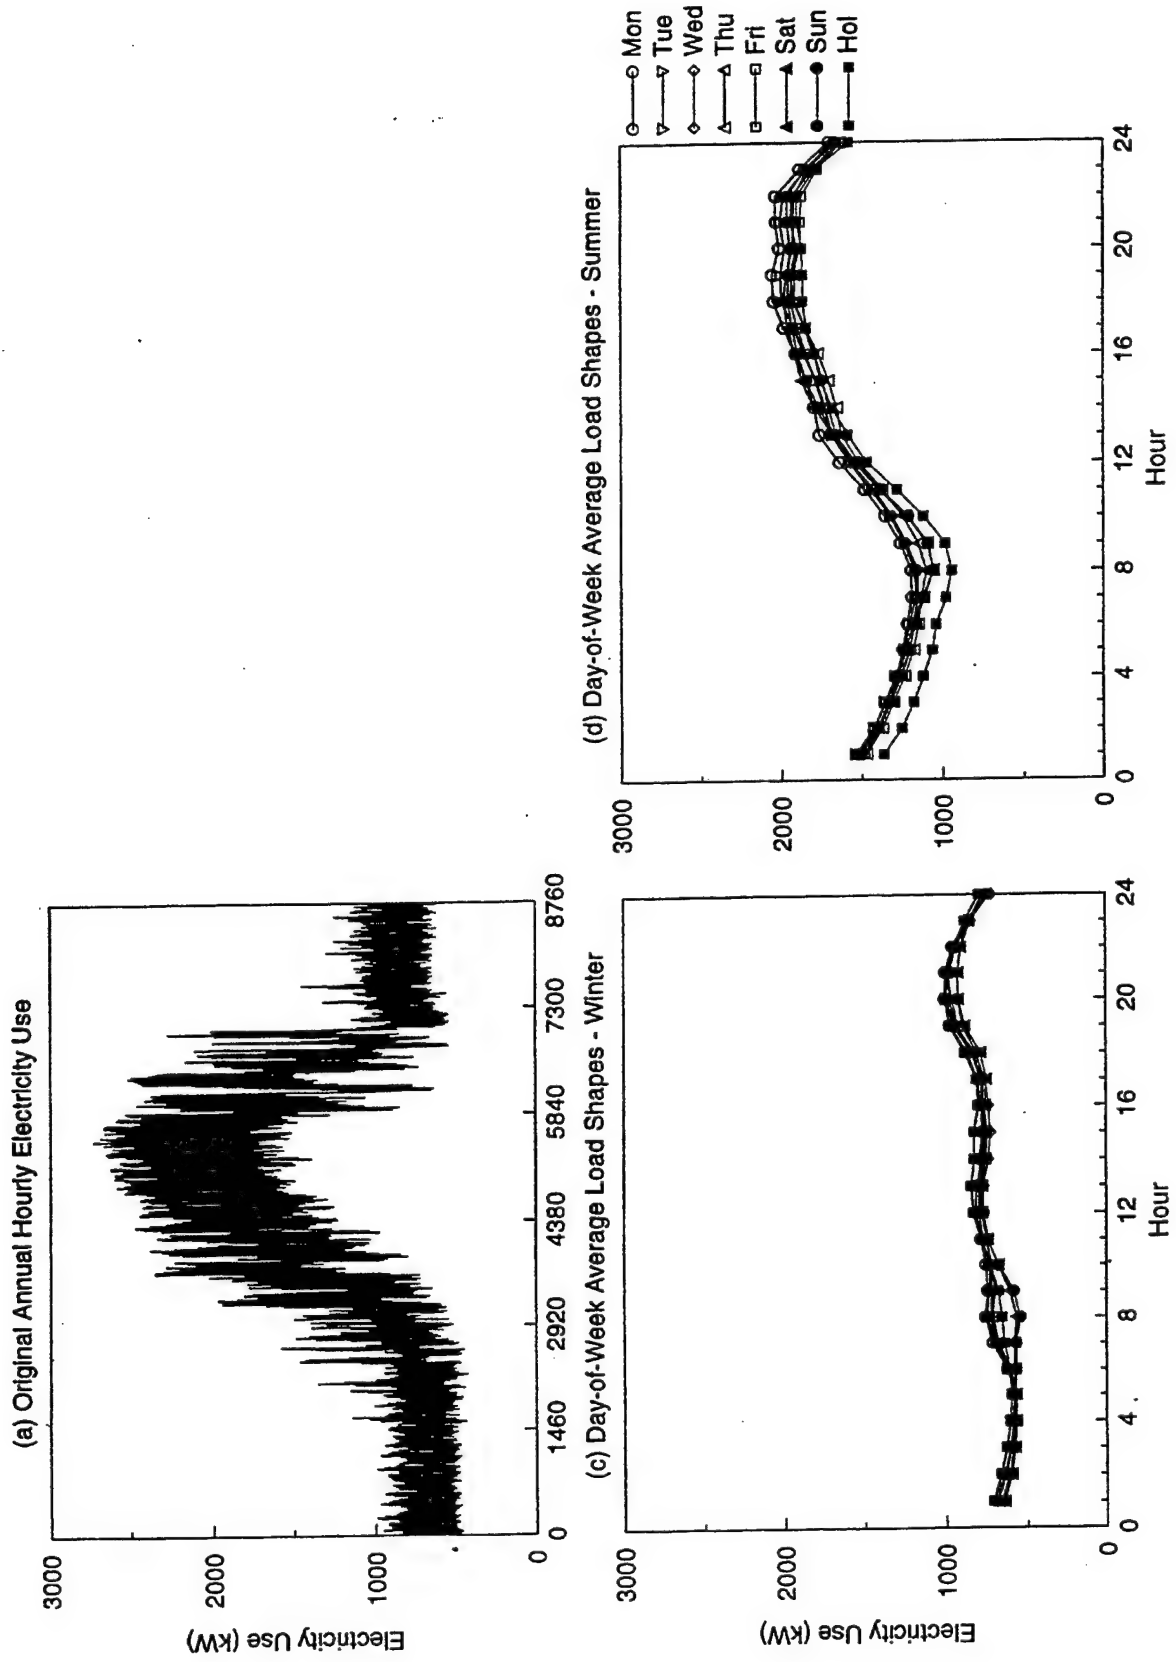 (a) Original Annual Hourly Electricity Use
3000
2000
1000
0
Electricity Use (kW)
0 1460 2920 4380 5840 7300 8760
(c) Day-of-Week Average Load Shapes - Winter
3000
2000
1000
0
Electricity Use (kW)
0 4 8 12 16 20 24
Hour
(d) Day-of-Week Average Load Shapes - Summer
3000
2000
1000
0
0 4 8 12 16 20 24
Hour
Mon
Tue
Wed
Thu
Fri
Sat
Sun
Hol